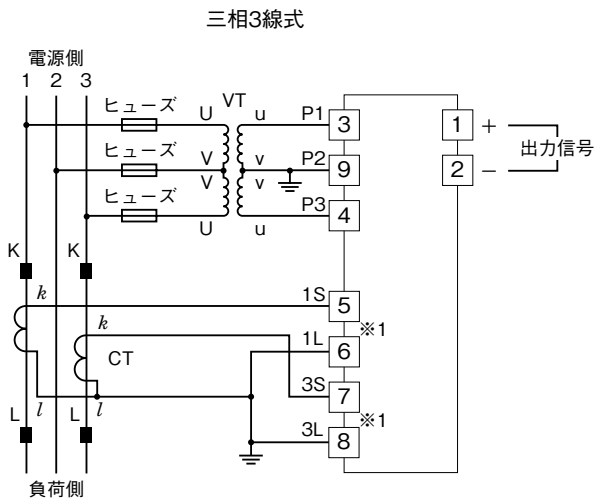 三相3線式
電源側
1 2 3
ヒューズ U VT u P1 3 1 +
出力信号
ヒューズ V v P2 9 2 −
V v
ヒューズ U u P3 4
K K
k 1S 5
※1
k 1L 6
CT
3S 7
※1
L l L l 3L 8
負荷側